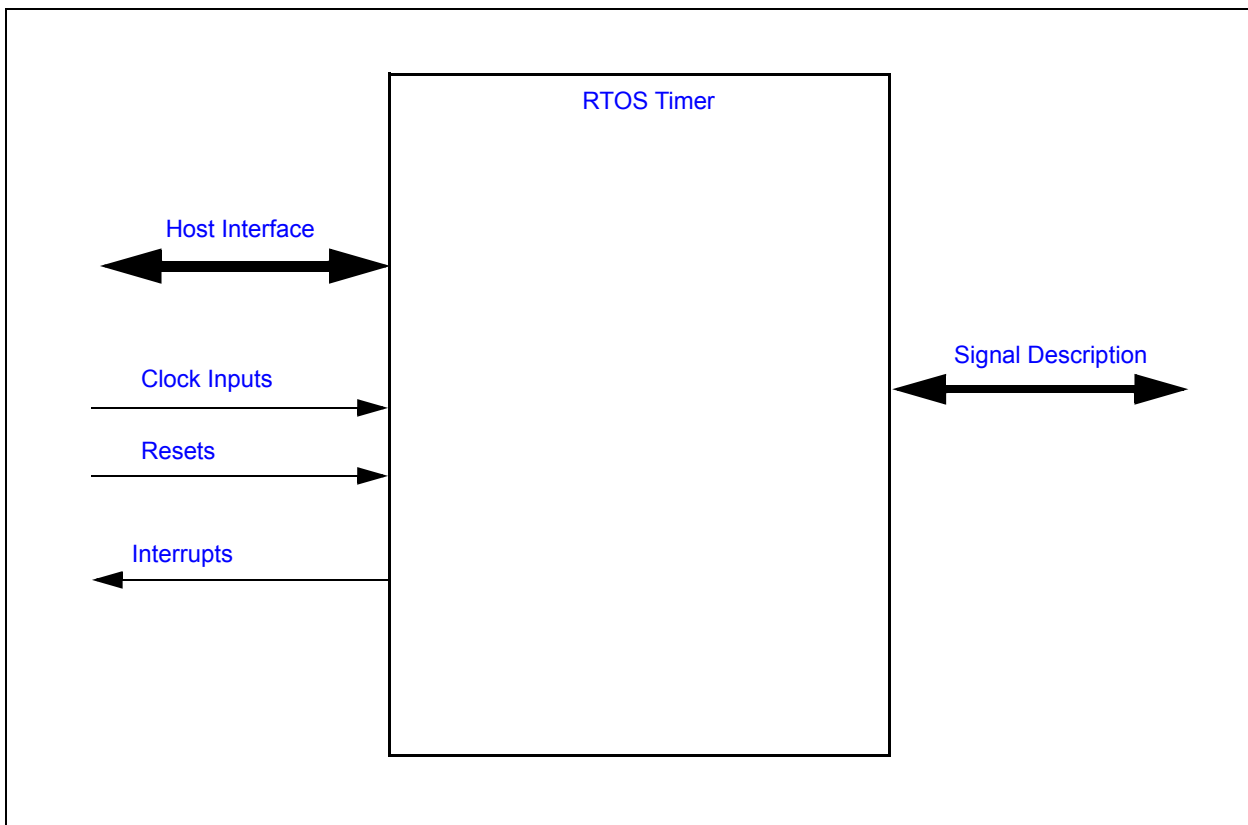 RTOS Timer
Host Interface
Signal Description
Clock Inputs
Resets
Interrupts